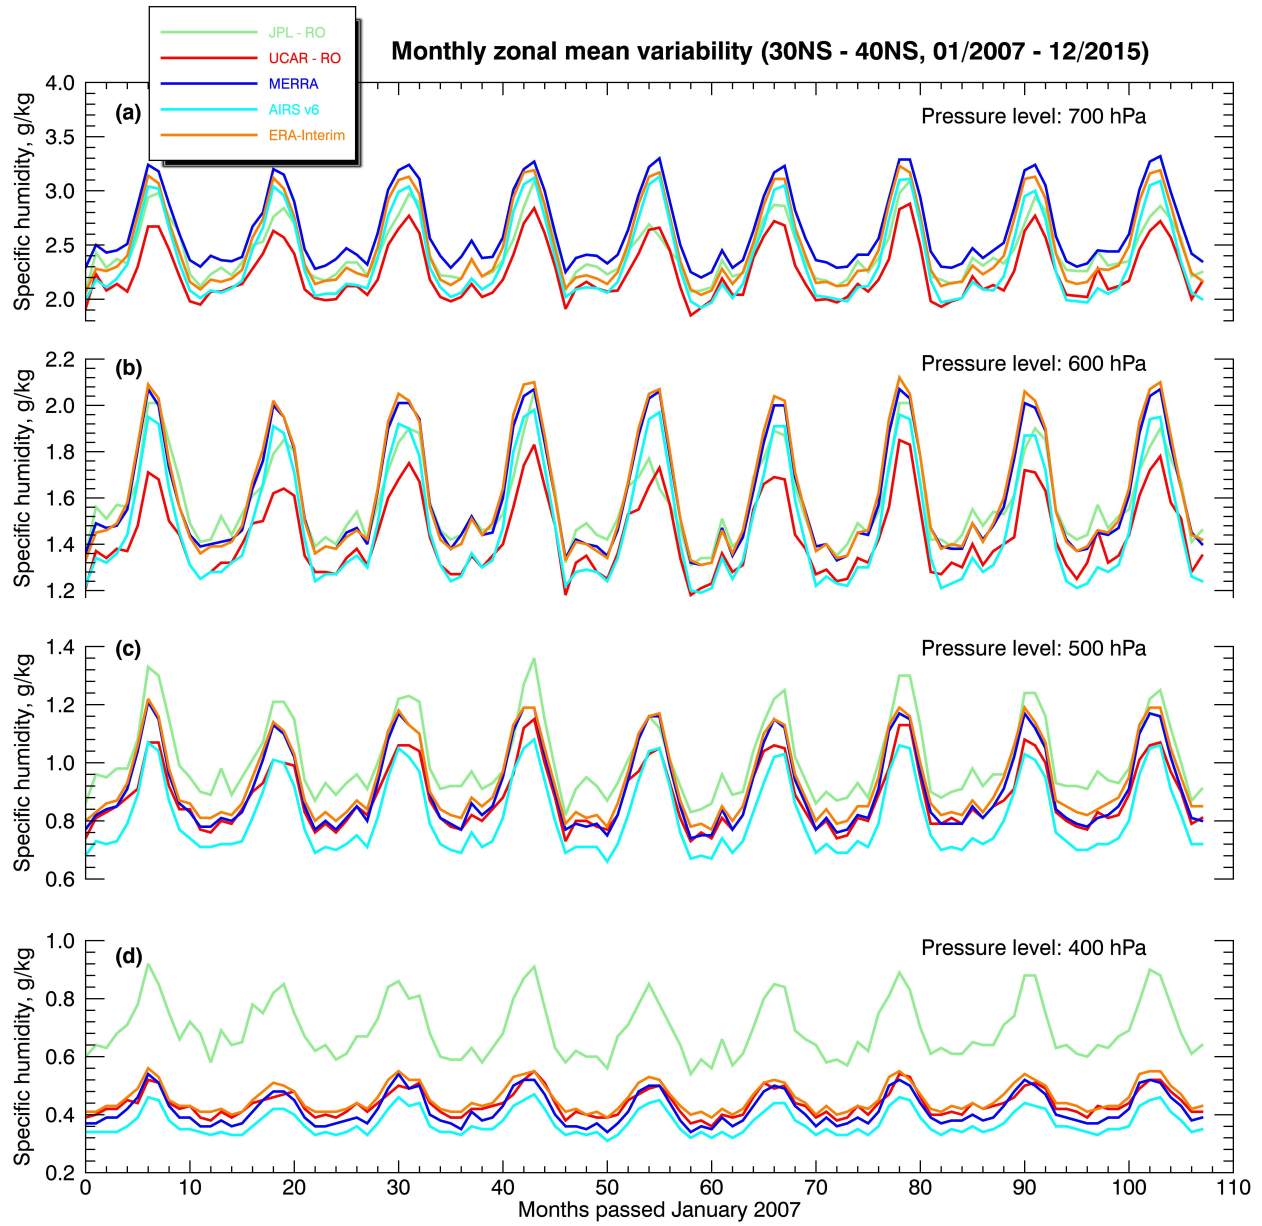 JPL - RO
UCAR - RO
MERRA
AIRS v6
ERA-Interim
Monthly zonal mean variability (30NS - 40NS, 01/2007 - 12/2015)
(a)
Pressure level: 700 hPa
Specific humidity, g/kg
4.0
3.5
3.0
2.5
2.0
(b)
Pressure level: 600 hPa
Specific humidity, g/kg
2.2
2.0
1.8
1.6
1.4
1.2
(c)
Pressure level: 500 hPa
Specific humidity, g/kg
1.4
1.2
1.0
0.8
0.6
(d)
Pressure level: 400 hPa
Specific humidity, g/kg
1.0
0.8
0.6
0.4
0.2
0 10 20 30 40 50 60 70 80 90 100 110
Months passed January 2007